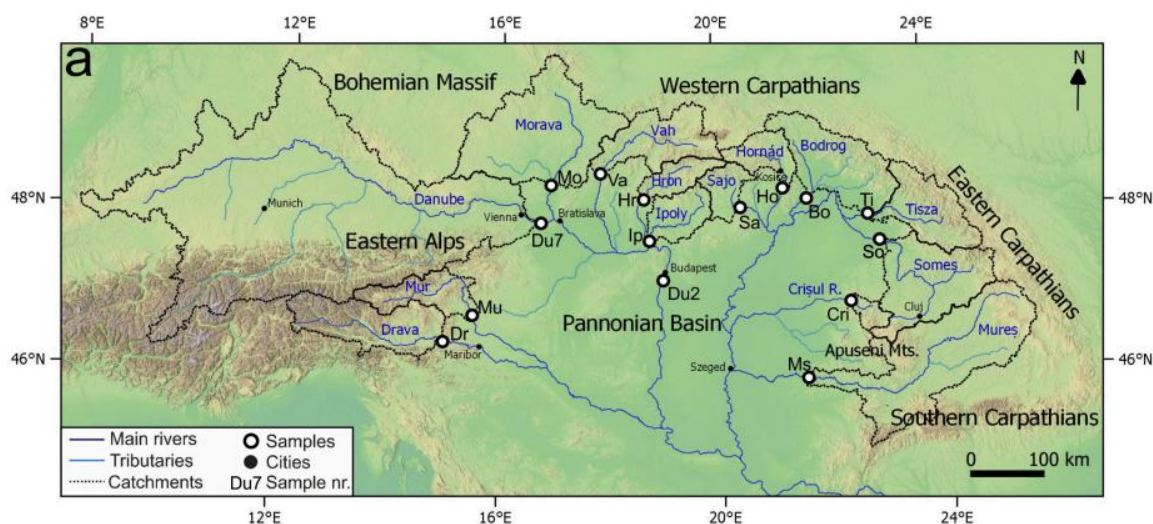 8°E 12°E 16°E 20°E 24°E
a
N
Bohemian Massif
Western Carpathians
Morava
Vah
Hornád
Bodrog
Kosice
Eastern Carpathians
48°N
Munich
Danube
Mo
Va
Hron
Hr
Sajo
Ho
Bo
Ti
Tisza
48°N
Vienna
Bratislava
Ipoly
Sa
Du7
Eastern Alps
Ip
So
Budapest
Someş
Mur
Mu
Du2
Crisul R.
Cri
Cluj
Drava
Dr
Pannonian Basin
Mureş
Maribor
Apuseni Mts.
46°N
Szeged
Ms
46°N
Southern Carpathians
Main rivers
Samples
Tributaries
Cities
Catchments
Du7 Sample nr.
0 100 km
12°E 16°E 20°E 24°E